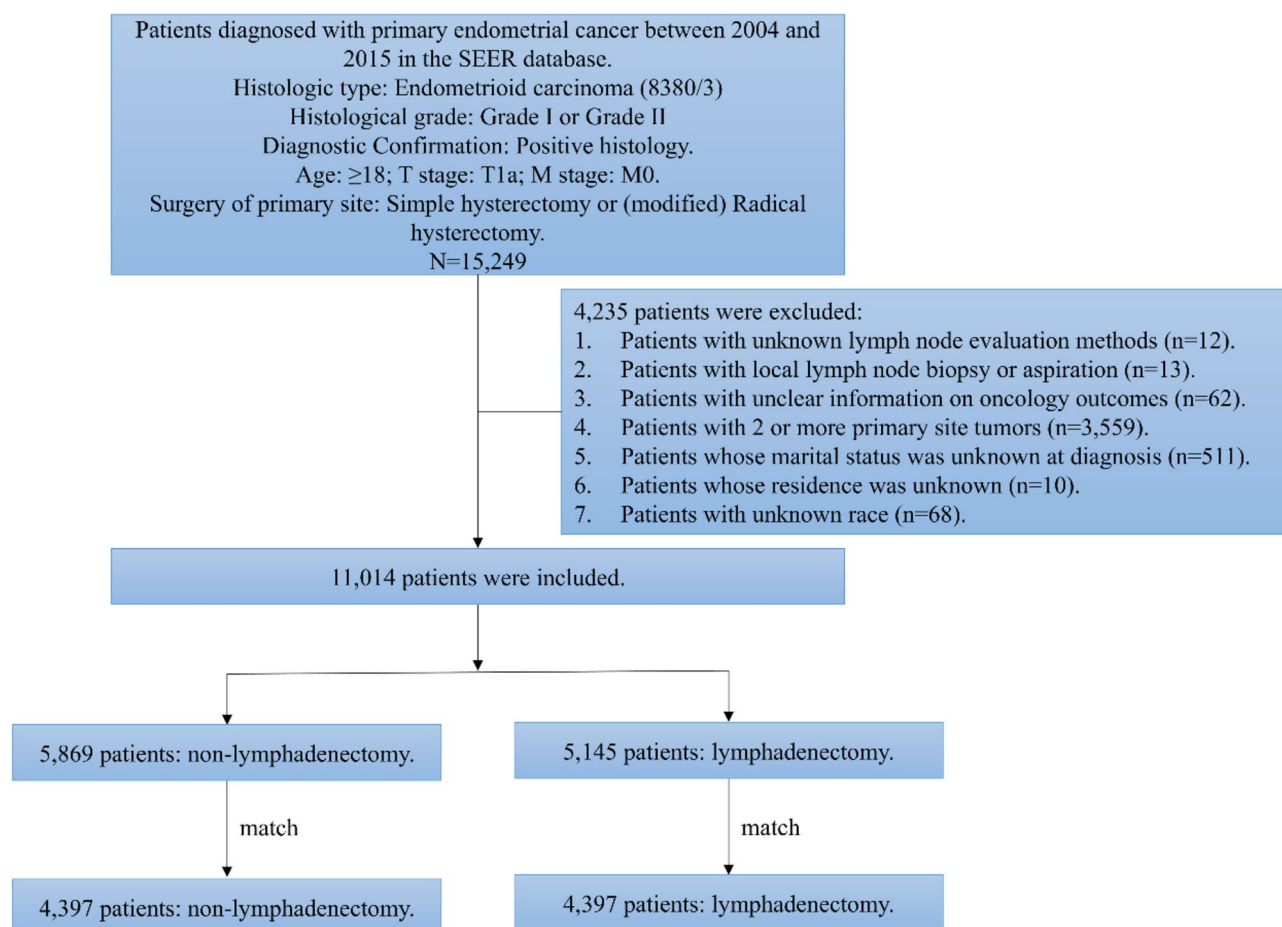 Patients diagnosed with primary endometrial cancer between 2004 and
2015 in the SEER database.
Histologic type: Endometrioid carcinoma (8380/3)
Histological grade: Grade I or Grade II
Diagnostic Confirmation: Positive histology.
Age: ≥18; T stage: T1a; M stage: M0.
Surgery of primary site: Simple hysterectomy or (modified) Radical
hysterectomy.
N=15,249
4,235 patients were excluded:
1. Patients with unknown lymph node evaluation methods (n=12).
2. Patients with local lymph node biopsy or aspiration (n=13).
3. Patients with unclear information on oncology outcomes (n=62).
4. Patients with 2 or more primary site tumors (n=3,559).
5. Patients whose marital status was unknown at diagnosis (n=511).
6. Patients whose residence was unknown (n=10).
7. Patients with unknown race (n=68).
11,014 patients were included.
5,869 patients: non-lymphadenectomy.
5,145 patients: lymphadenectomy.
match
match
4,397 patients: non-lymphadenectomy.
4,397 patients: lymphadenectomy.